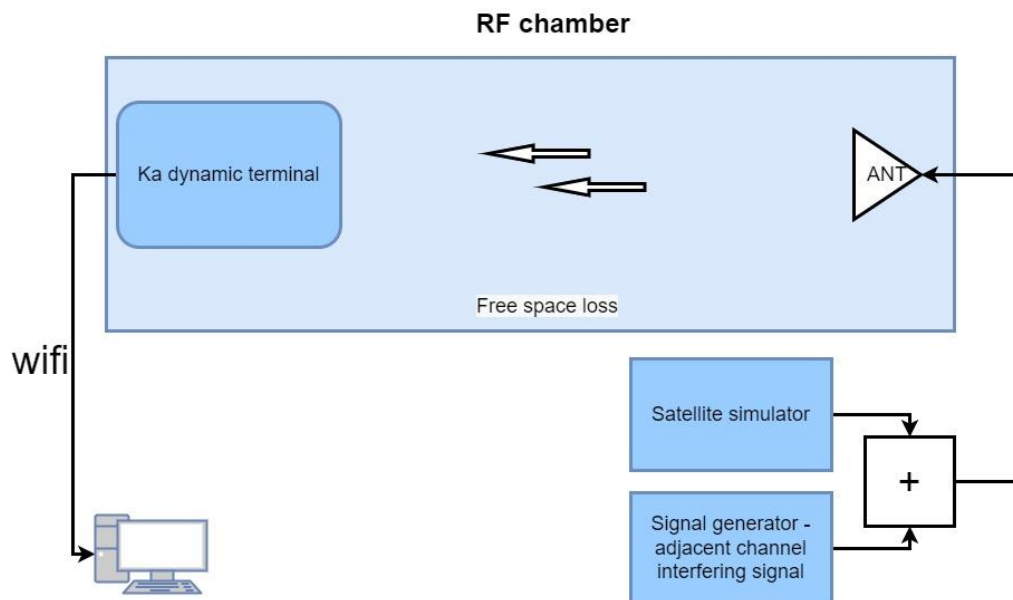 RF chamber
Ka dynamic terminal
ANT
Free space loss
wifi
Satellite simulator
+
Signal generator -
adjacent channel
interfering signal